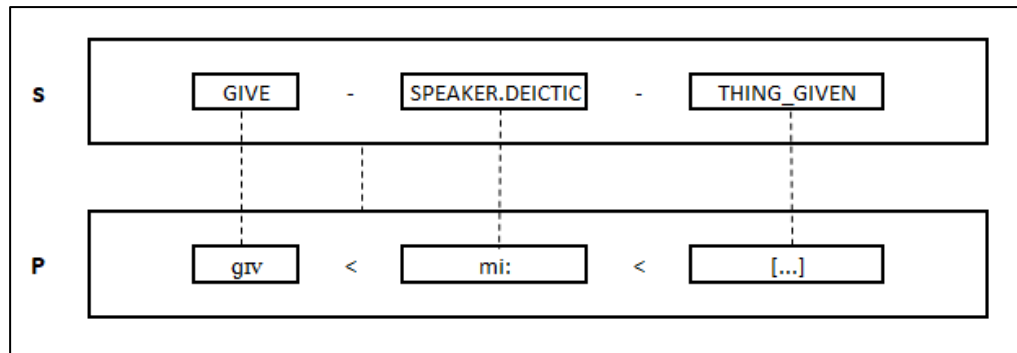 S GIVE - SPEAKER.DEICTIC - THING_GIVEN
P gɪv < mi: < [...]